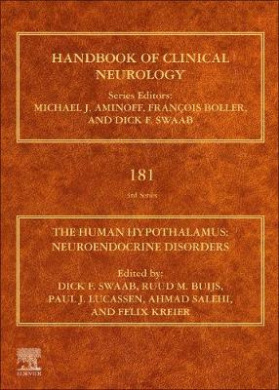 HANDBOOK OF CLINICAL
NEUROLOGY
Series Editors:
MICHAEL J. AMINOFF, FRANÇOIS BOLLER,
AND DICK F. SWAAB
181
3rd Series
THE HUMAN HYPOTHALAMUS:
NEUROENDOCRINE DISORDERS
Edited by:
DICK F. SWAAB, RUUD M. BUIJS,
PAUL J. LUCASSEN, AHMAD SALEHI,
AND FELIX KREIER
ELSEVIER